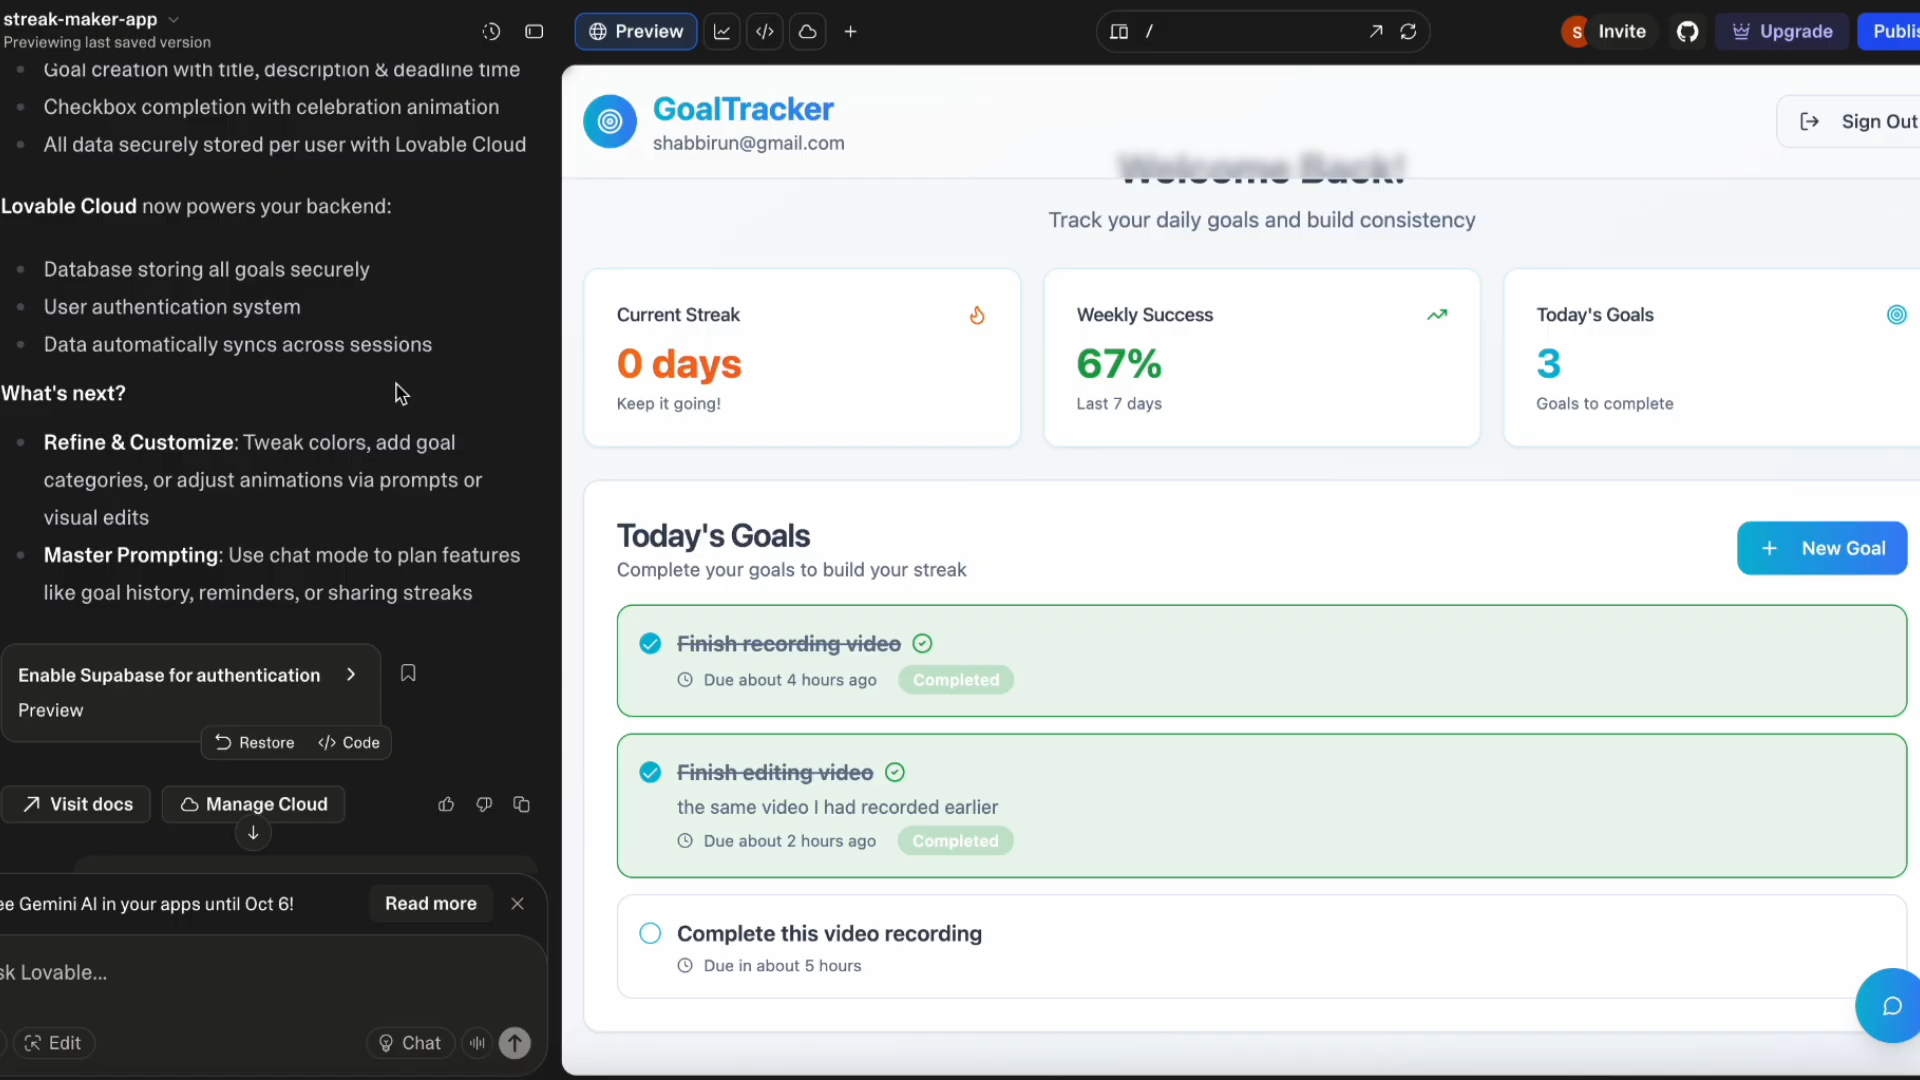 streak-maker-app
Previewing last saved version
Goal creation with title, description & deadline time
Checkbox completion with celebration animation
All data securely stored per user with Lovable Cloud
Lovable Cloud now powers your backend:
Database storing all goals securely
User authentication system
Data automatically syncs across sessions
What's next?
Refine & Customize: Tweak colors, add goal
categories, or adjust animations via prompts or
visual edits
Master Prompting: Use chat mode to plan features
like goal history, reminders, or sharing streaks
Enable Supabase for authentication
Preview
Restore
Code
Visit docs
Manage Cloud
ee Gemini AI in your apps until Oct 6!
Read more
sk Lovable...
Edit
Chat
Preview
/
S
Invite
Upgrade
Publis
GoalTracker
shabbirun@gmail.com
Sign Out
Welcome Back!
Track your daily goals and build consistency
Current Streak
0 days
Keep it going!
Weekly Success
67%
Last 7 days
Today's Goals
3
Goals to complete
Today's Goals
Complete your goals to build your streak
New Goal
Finish recording video
Due about 4 hours ago
Completed
Finish editing video
the same video I had recorded earlier
Due about 2 hours ago
Completed
Complete this video recording
Due in about 5 hours